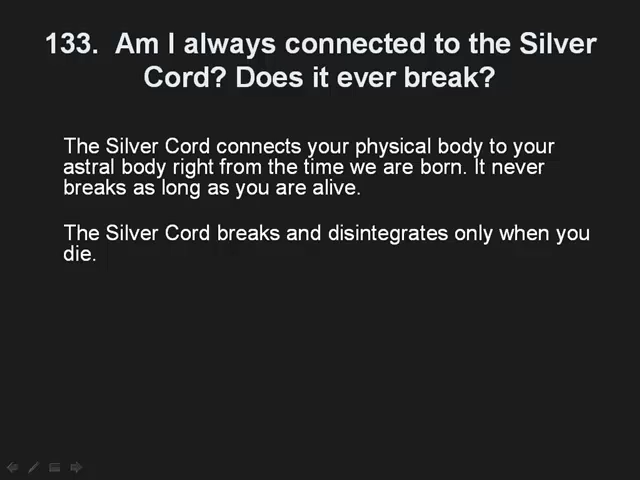 133. Am I always connected to the Silver
Cord? Does it ever break?
The Silver Cord connects your physical body to your
astral body right from the time we are born. It never
breaks as long as you are alive.
The Silver Cord breaks and disintegrates only when you
die.